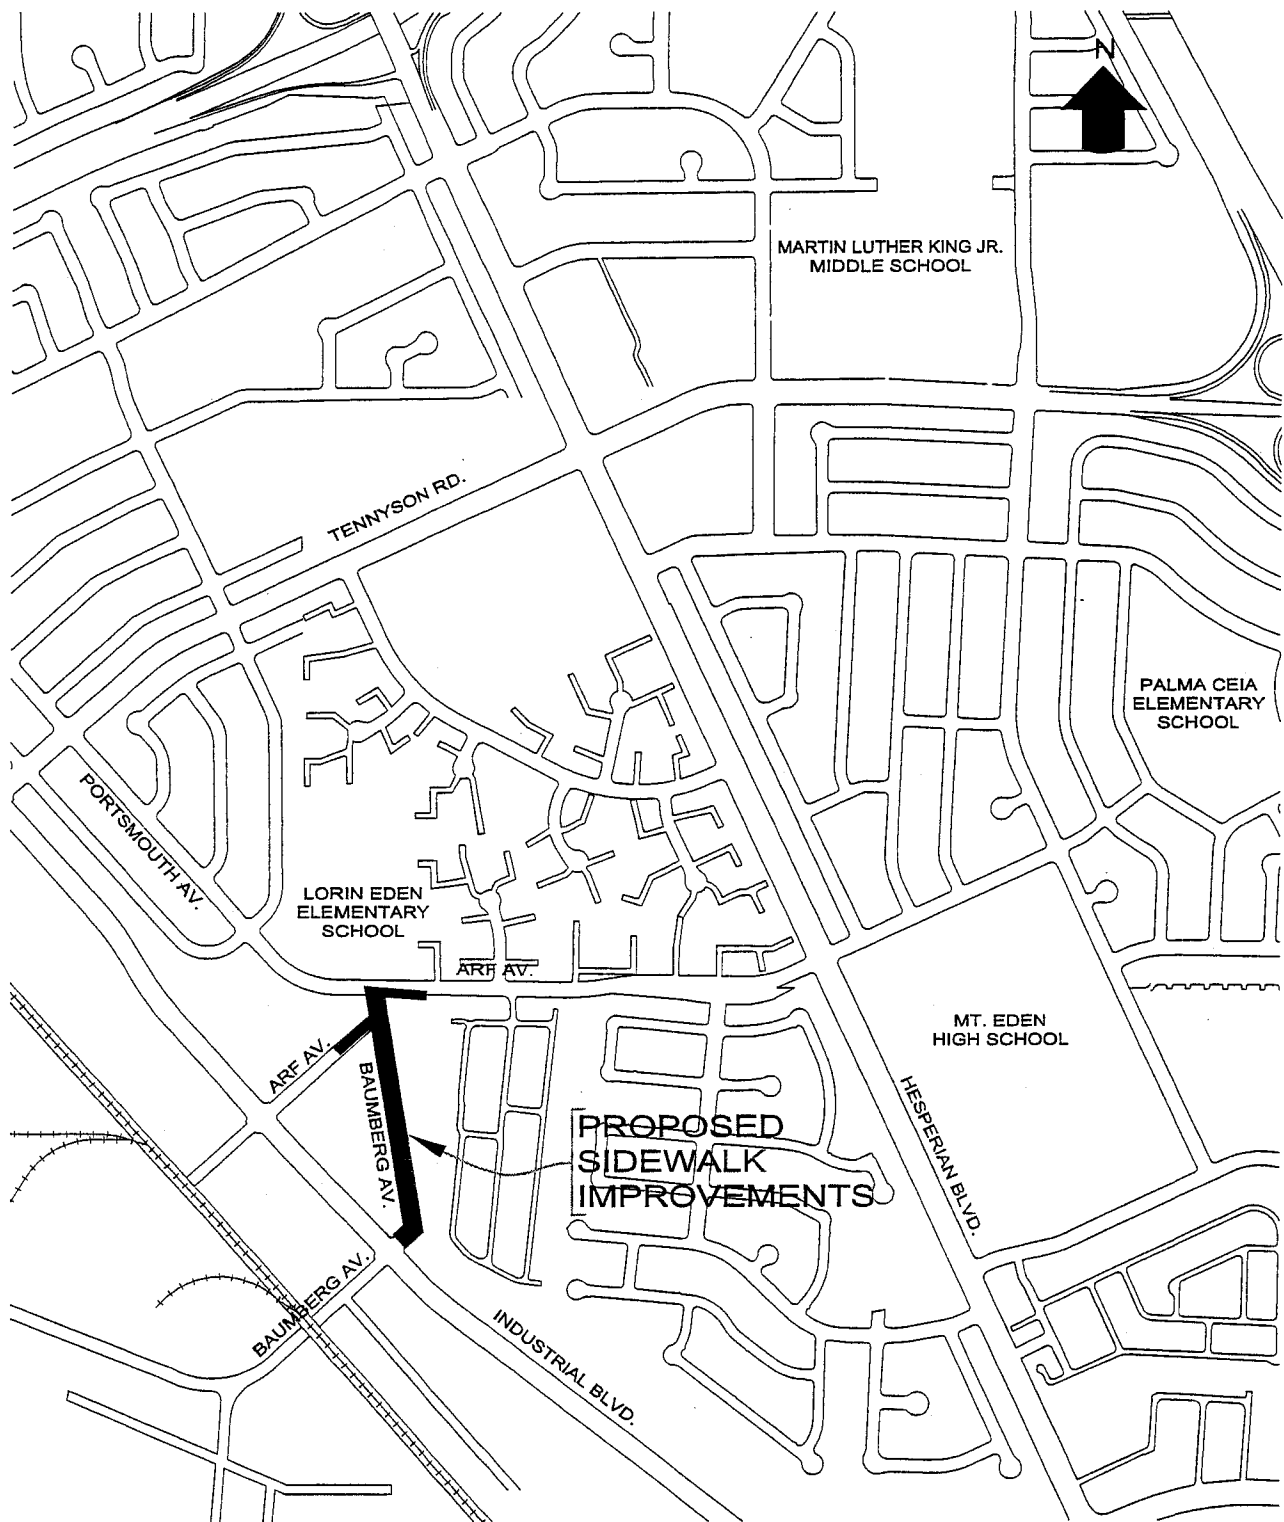 N
MARTIN LUTHER KING JR.
MIDDLE SCHOOL
TENNYSON RD.
PALMA CEIA
ELEMENTARY
SCHOOL
PORTSMOUTH AV.
LORIN EDEN
ELEMENTARY
SCHOOL
ARF AV.
MT. EDEN
HIGH SCHOOL
ARF AV.
BAUMBERG AV.
HESPERIAN BLVD.
PROPOSED
SIDEWALK
IMPROVEMENTS
BAUMBERG AV.
INDUSTRIAL BLVD.